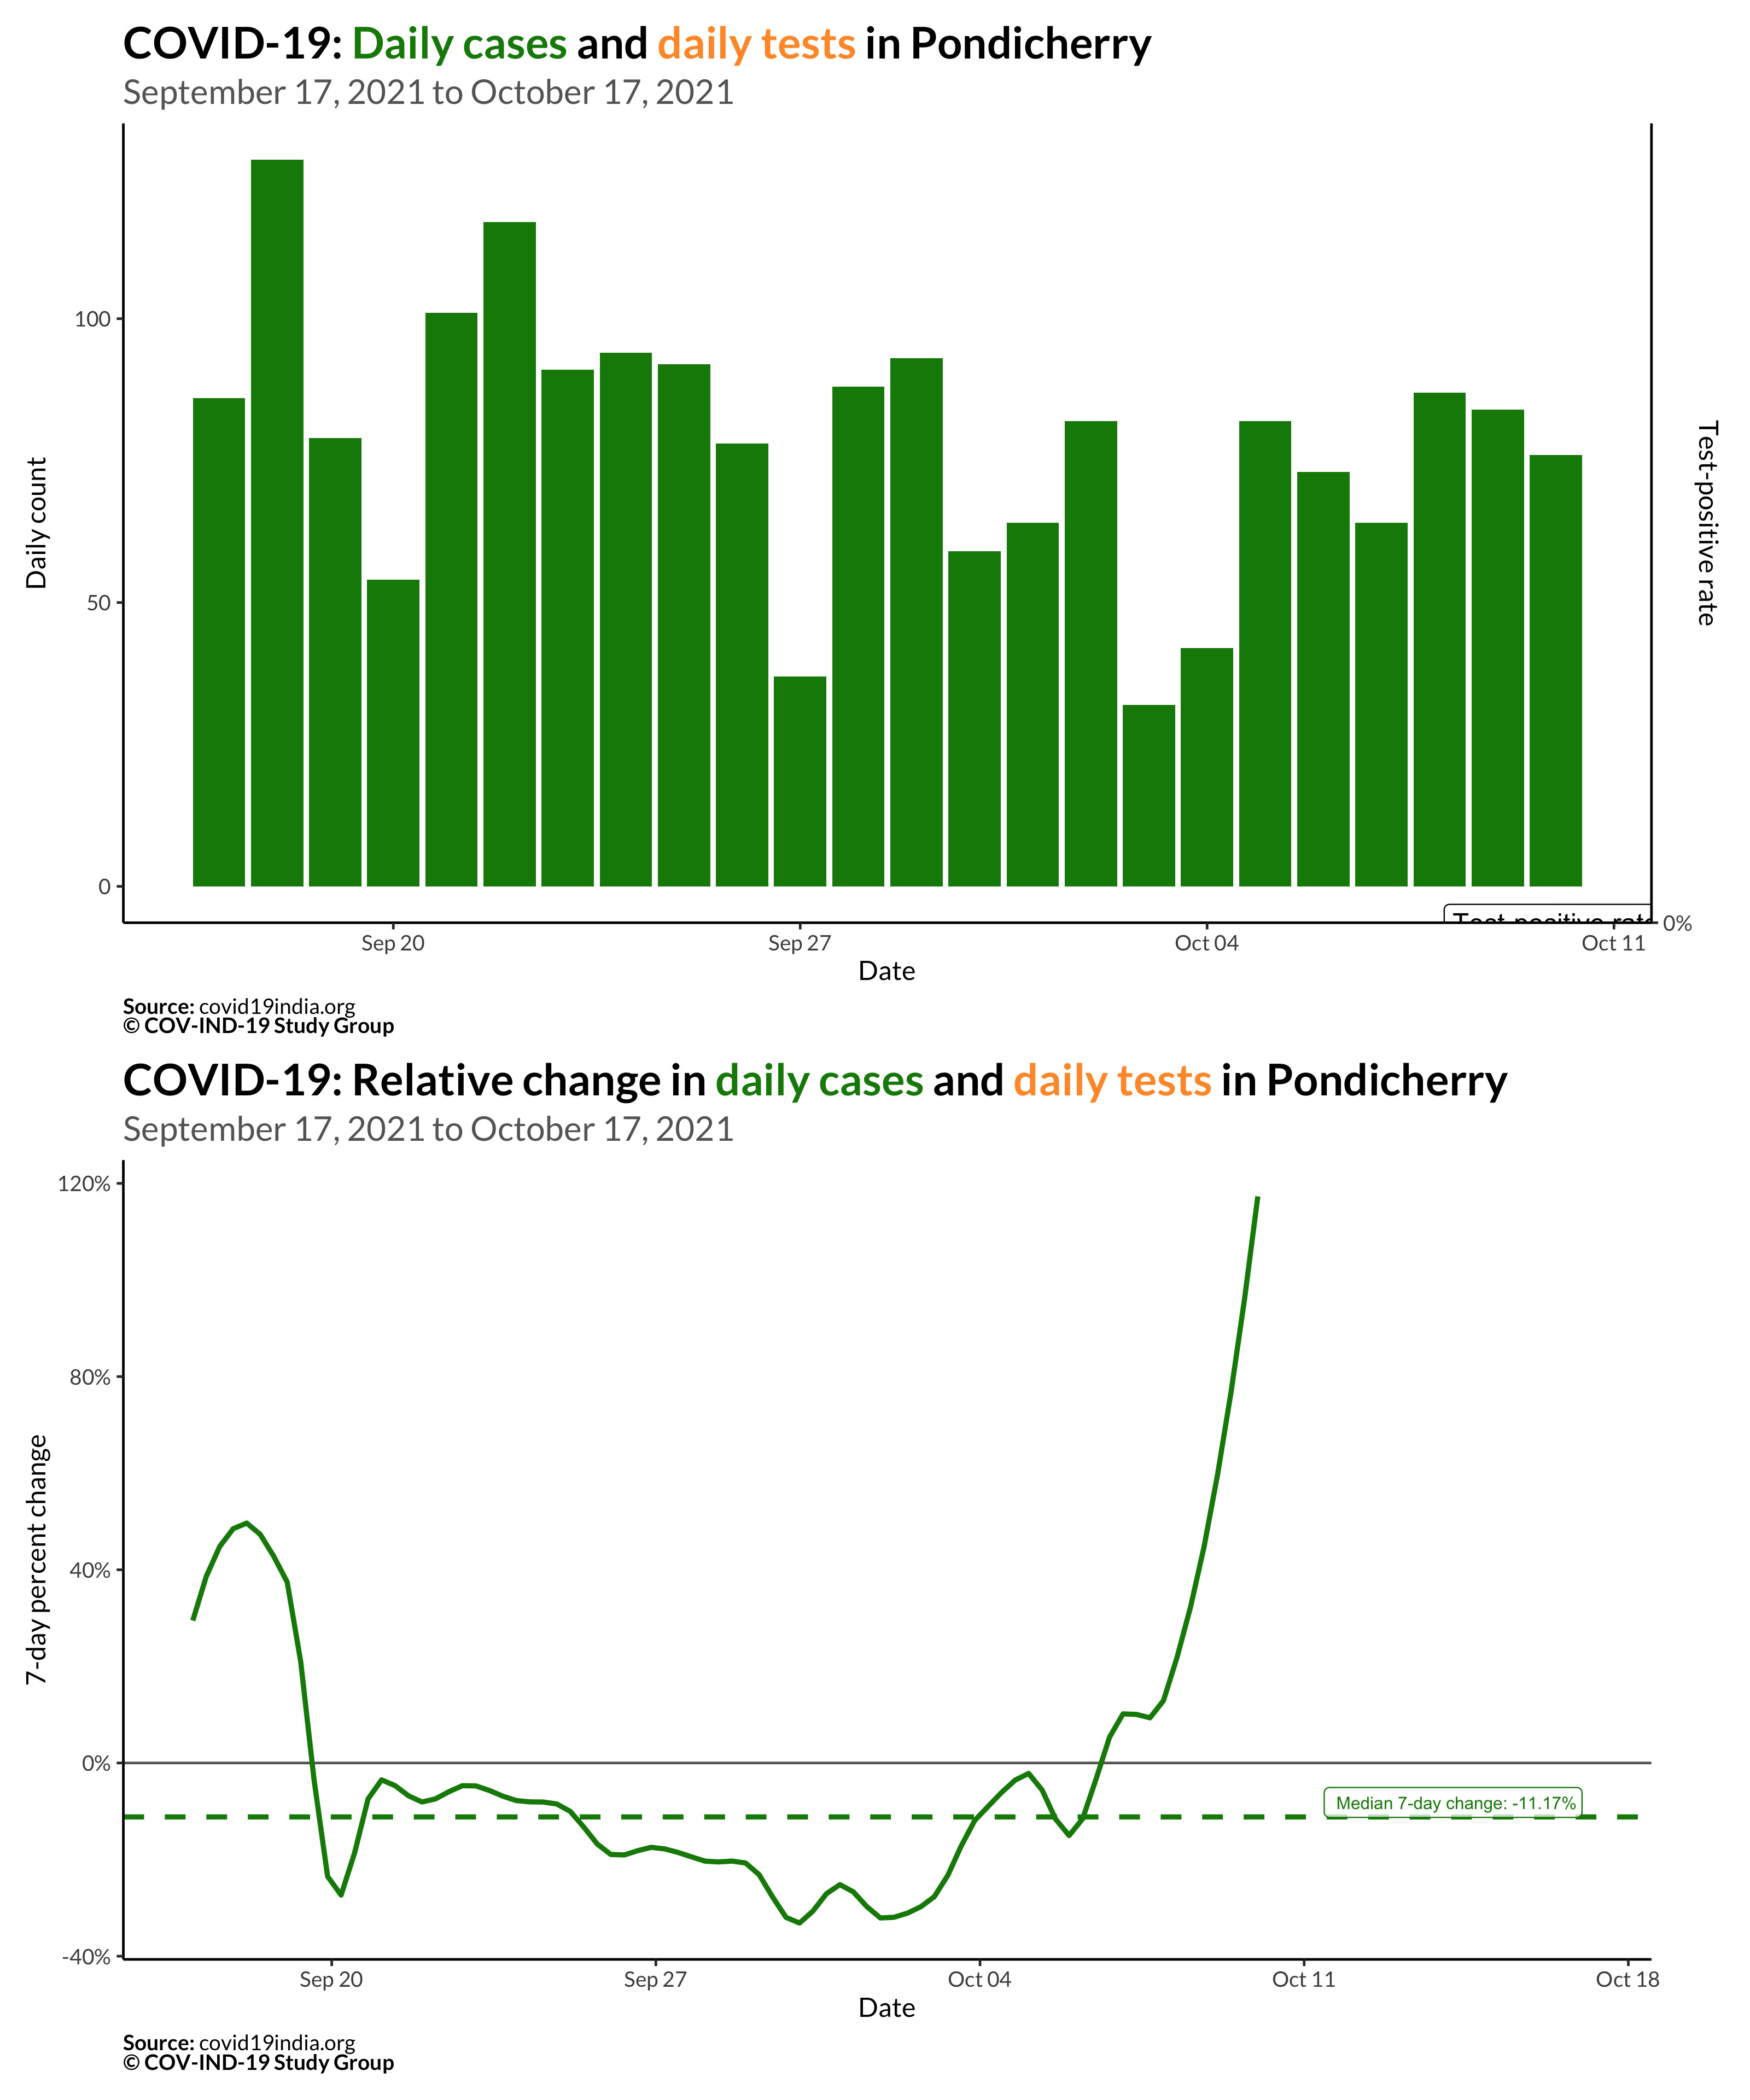 COVID-19: Daily cases and daily tests in Pondicherry
September 17, 2021 to October 17, 2021
Daily count
100
50
0
Test-positive rate
Test-positive rate
0%
Sep 20
Sep 27
Oct 04
Oct 11
Date
Source: covid19india.org
© COV-IND-19 Study Group
COVID-19: Relative change in daily cases and daily tests in Pondicherry
September 17, 2021 to October 17, 2021
7-day percent change
120%
80%
40%
0%
-40%
Median 7-day change: -11.17%
Sep 20
Sep 27
Oct 04
Oct 11
Oct 18
Date
Source: covid19india.org
© COV-IND-19 Study Group